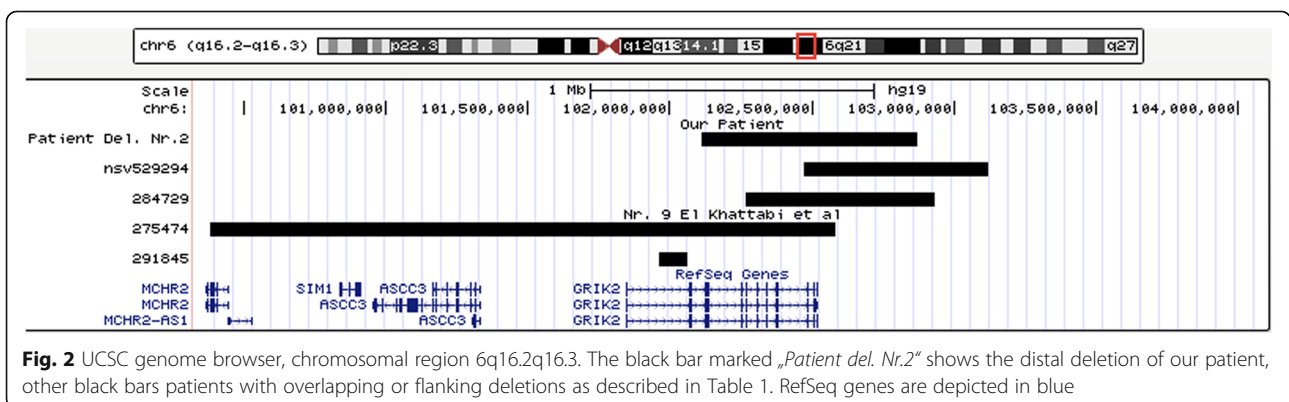 chr6 (q16.2-q16.3) p22.3 q12 q13 14.1 15 6q21 q27
Scale 1 Mb hg19
chr6: 101,000,000| 101,500,000| 102,000,000| 102,500,000| 103,000,000| 103,500,000| 104,000,000|
Our Patient
Patient Del. Nr.2
nsv529294
284729
Nr. 9 El Khattabi et al
275474
291845
RefSeq Genes
MCHR2 SIM1 ASCC3 GRIK2
MCHR2 ASCC3 GRIK2
MCHR2-AS1 ASCC3 GRIK2
Fig. 2 UCSC genome browser, chromosomal region 6q16.2q16.3. The black bar marked „Patient del. Nr.2“ shows the distal deletion of our patient,
other black bars patients with overlapping or flanking deletions as described in Table 1. RefSeq genes are depicted in blue